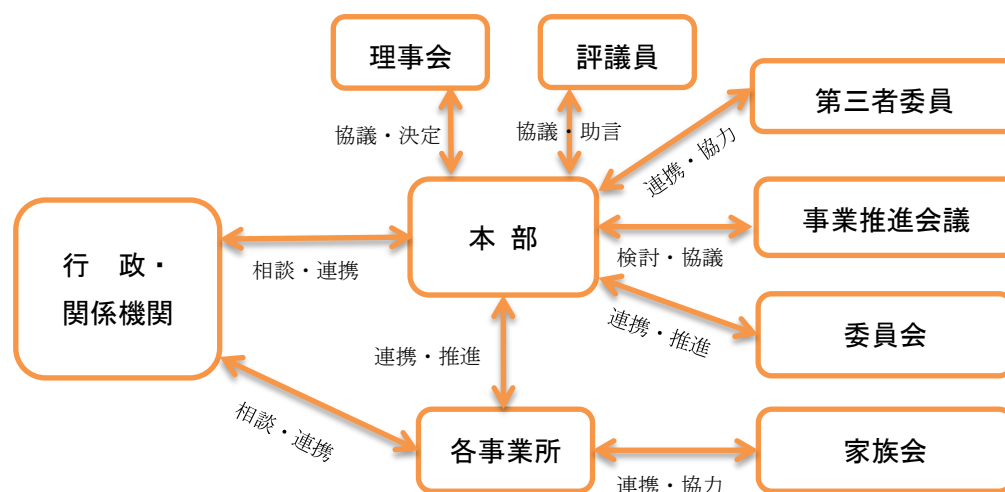 理事会
評議員
第三者委員
協議・決定
協議・助言
連携・協力
本 部
事業推進会議
行 政・
関係機関
相談・連携
検討・協議
連携・推進
委員会
連携・推進
相談・連携
各事業所
家族会
連携・協力